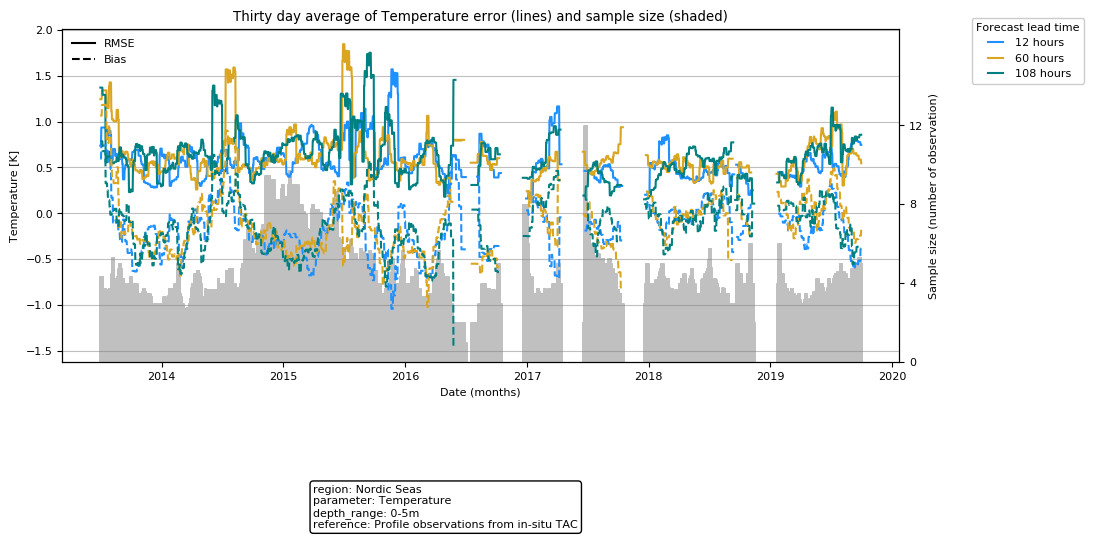 Thirty day average of Temperature error (lines) and sample size (shaded)
RMSE
Bias
Forecast lead time
12 hours
60 hours
108 hours
Temperature [K]
2.0
1.5
1.0
0.5
0.0
−0.5
−1.0
−1.5
12
8
4
0
Sample size (number of observation)
2014 2015 2016 2017 2018 2019 2020
Date (months)
region: Nordic Seas
parameter: Temperature
depth_range: 0-5m
reference: Profile observations from in-situ TAC